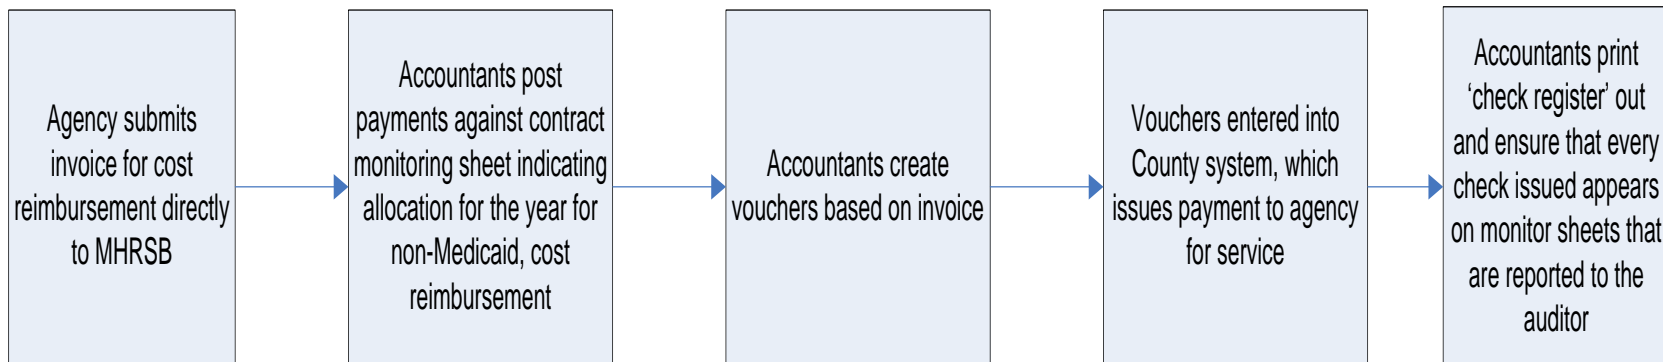 Agency submits
invoice for cost
reimbursement directly
to MHRSB
Accountants post
payments against contract
monitoring sheet indicating
allocation for the year for
non-Medicaid, cost
reimbursement
Accountants create
vouchers based on invoice
Vouchers entered into
County system, which
issues payment to agency
for service
Accountants print
‘check register’ out
and ensure that every
check issued appears
on monitor sheets that
are reported to the
auditor